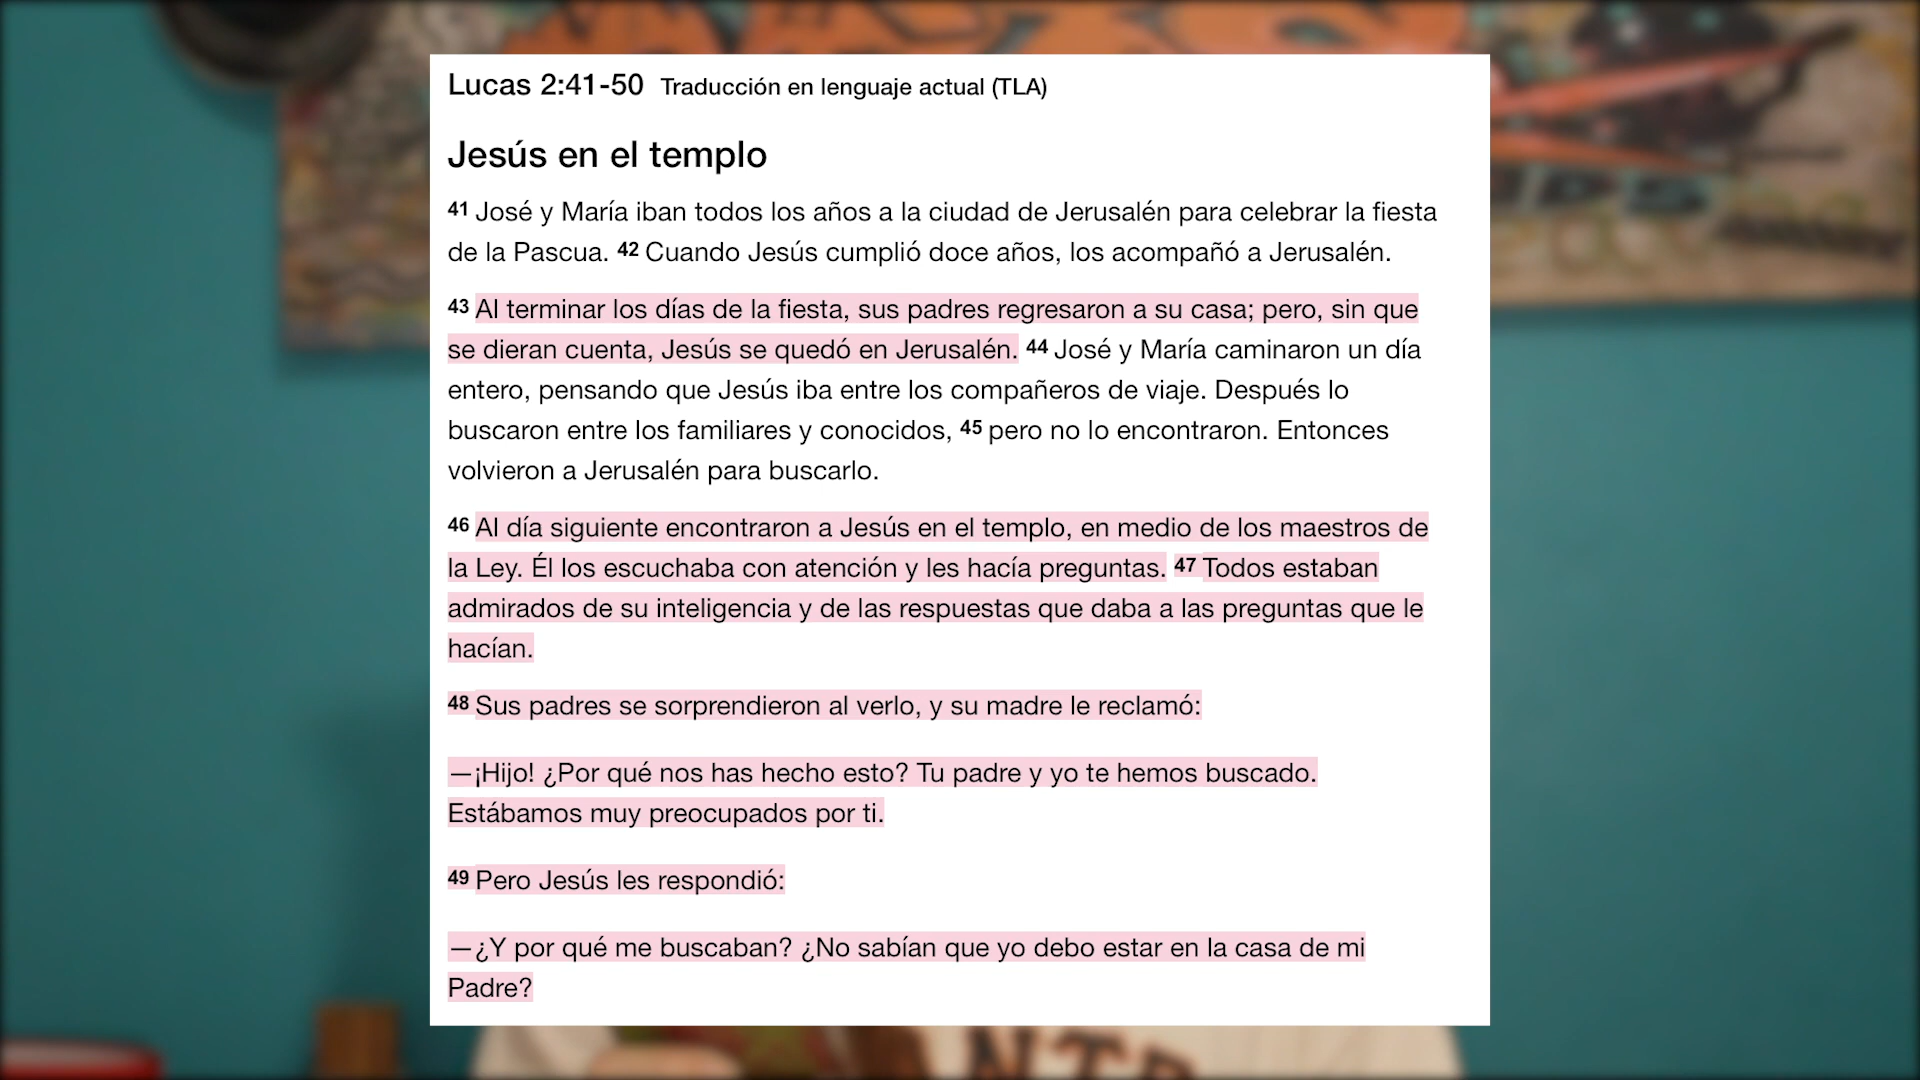 Lucas 2:41-50 Traducción en lenguaje actual (TLA)
Jesús en el templo
41 José y María iban todos los años a la ciudad de Jerusalén para celebrar la fiesta
de la Pascua. 42 Cuando Jesús cumplió doce años, los acompañó a Jerusalén.
43 Al terminar los días de la fiesta, sus padres regresaron a su casa; pero, sin que
se dieran cuenta, Jesús se quedó en Jerusalén. 44 José y María caminaron un día
entero, pensando que Jesús iba entre los compañeros de viaje. Después lo
buscaron entre los familiares y conocidos, 45 pero no lo encontraron. Entonces
volvieron a Jerusalén para buscarlo.
46 Al día siguiente encontraron a Jesús en el templo, en medio de los maestros de
la Ley. Él los escuchaba con atención y les hacía preguntas. 47 Todos estaban
admirados de su inteligencia y de las respuestas que daba a las preguntas que le
hacían.
48 Sus padres se sorprendieron al verlo, y su madre le reclamó:
—¡Hijo! ¿Por qué nos has hecho esto? Tu padre y yo te hemos buscado.
Estábamos muy preocupados por ti.
49 Pero Jesús les respondió:
—¿Y por qué me buscaban? ¿No sabían que yo debo estar en la casa de mi
Padre?